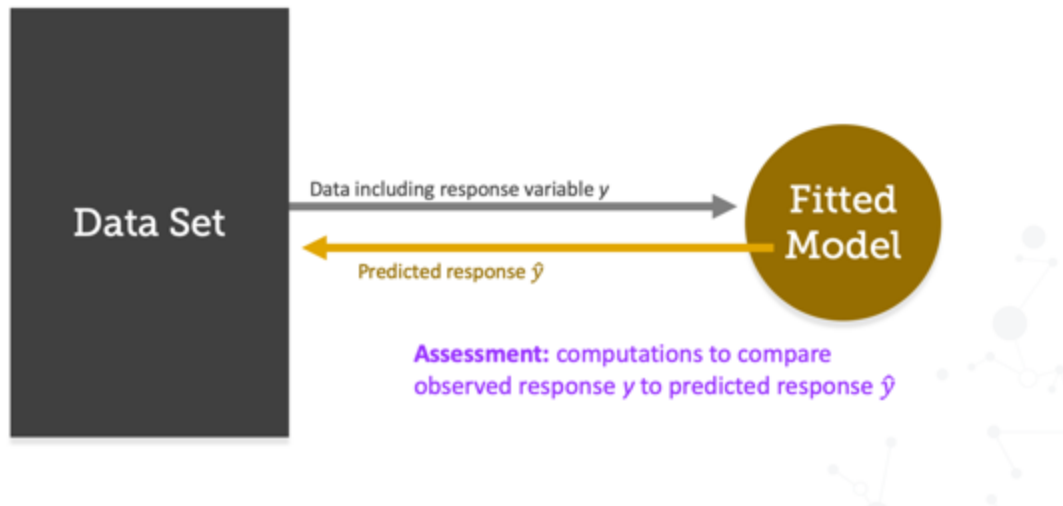 Data Set
Data including response variable y
Predicted response ŷ
Fitted
Model
Assessment: computations to compare
observed response y to predicted response ŷ